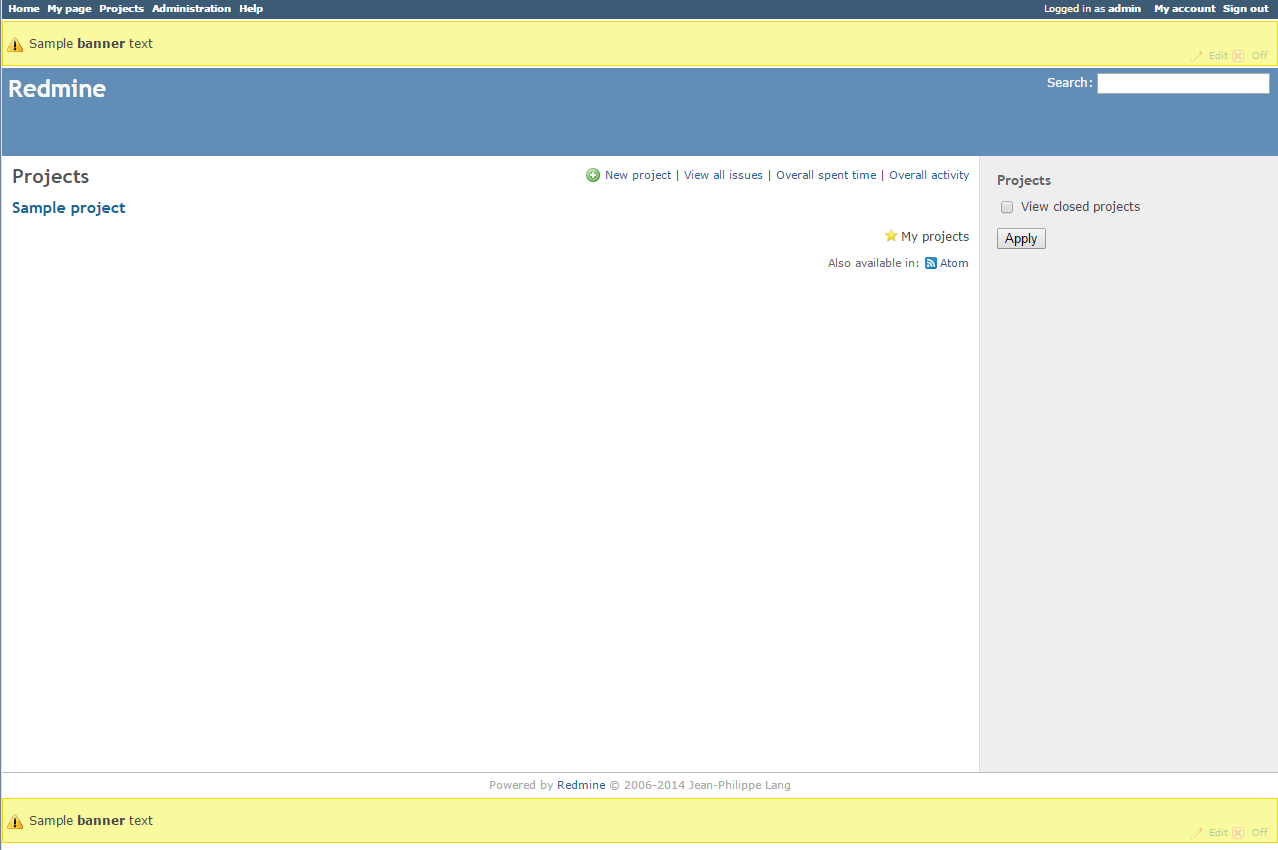 Home My page Projects Administration Help Logged in as admin My account Sign out
Sample banner text
Edit Off
Redmine Search:
Projects New project | View all issues | Overall spent time | Overall activity
Sample project
My projects
Also available in: Atom
Projects
View closed projects
Apply
Powered by Redmine © 2006-2014 Jean-Philippe Lang
Sample banner text
Edit Off